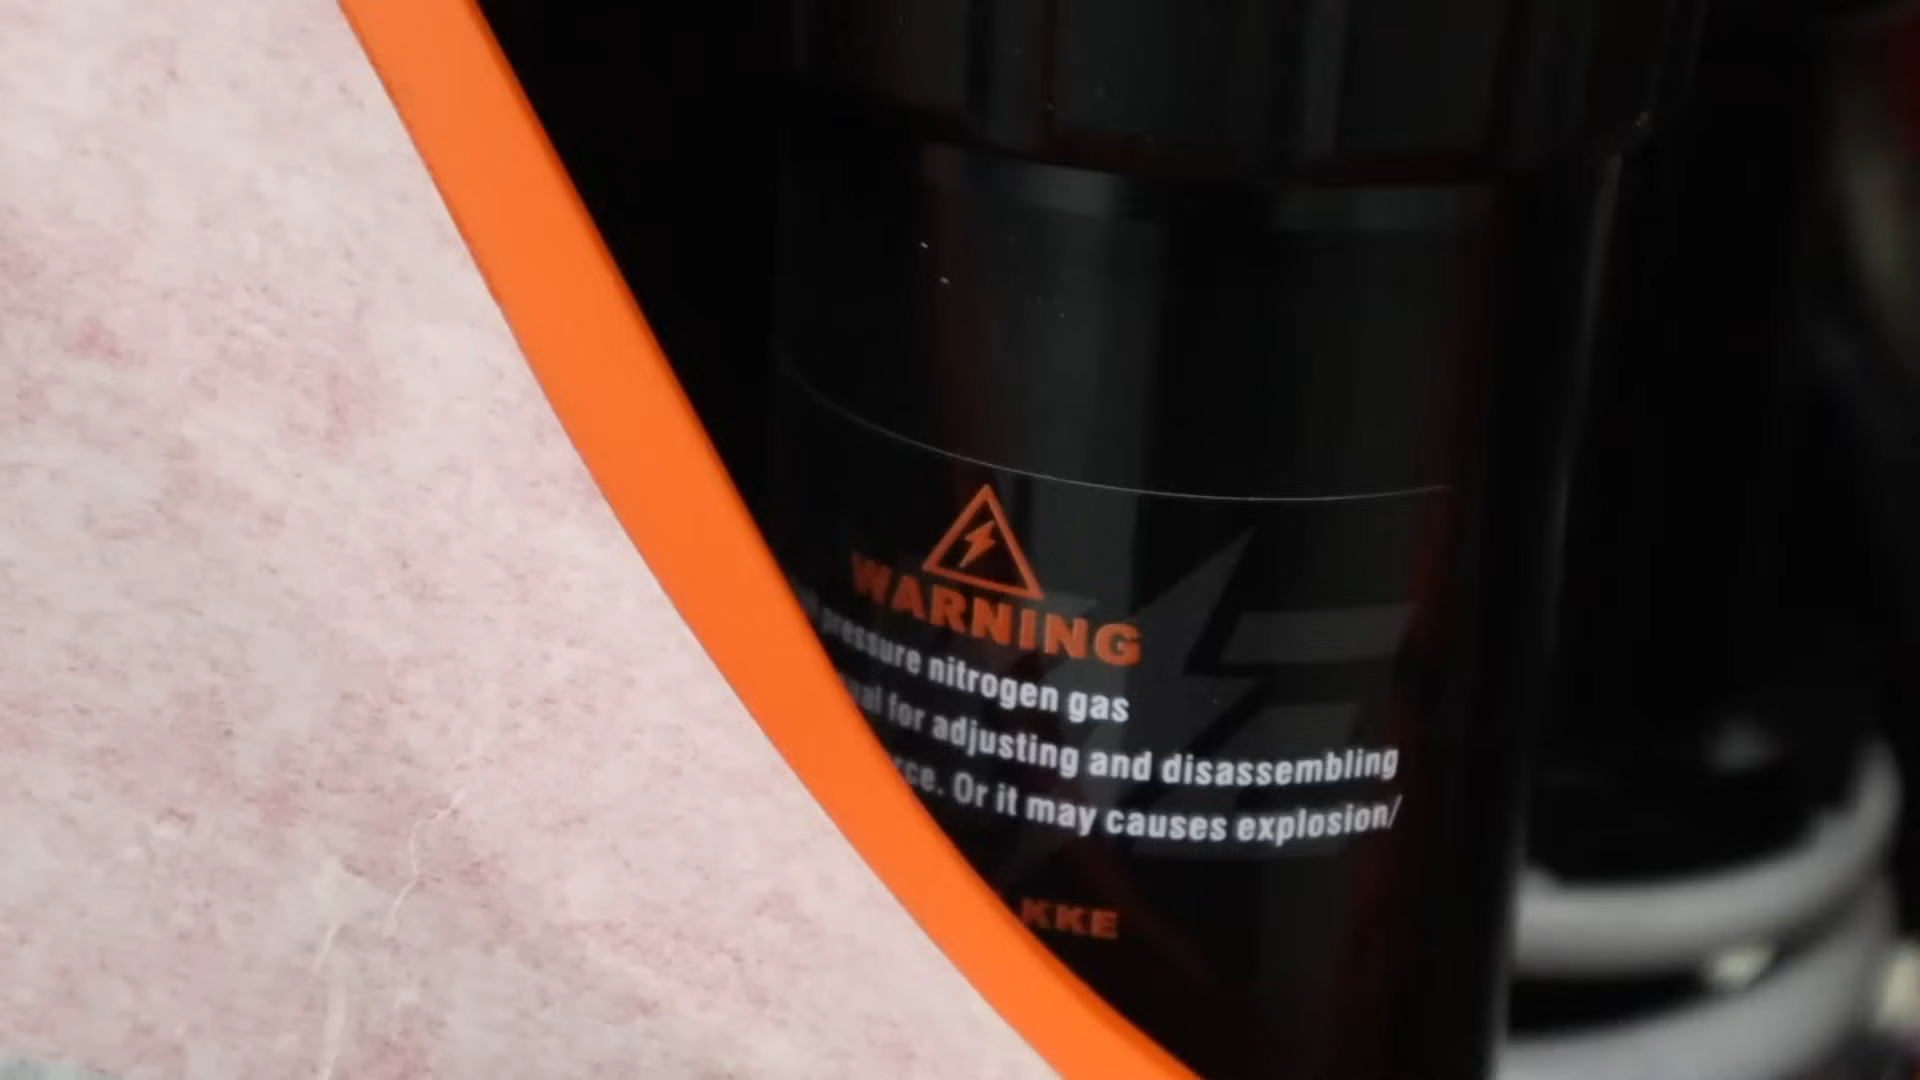 WARNING
pressure nitrogen gas
for adjusting and disassembling
Or it may causes explosion/
KKE